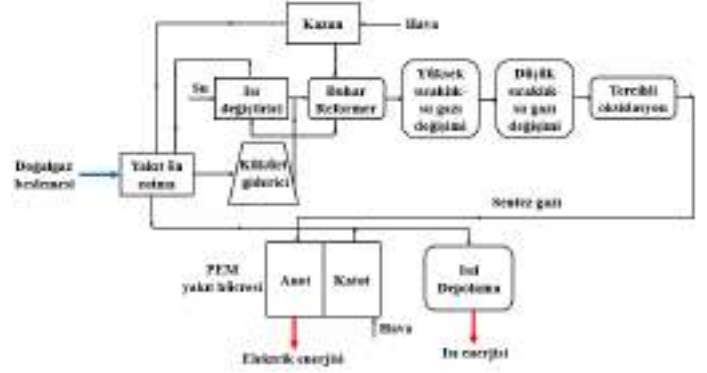 Kazan
Hava
Su
Isı
değiştirici
Buhar
Reformer
Yüksek
sıcaklık-
su gazı
değişimi
Düşük
sıcaklık
su gazı
değişimi
Tercihli
oksidasyon
Doğalgaz
beslemesi
Yakıt ön
ısıtma
Kükürt
giderici
Sentez gazı
PEM
yakıt hücresi
Anot
Katot
Isıl
Depolama
Hava
Elektrik enerjisi
Isı enerjisi